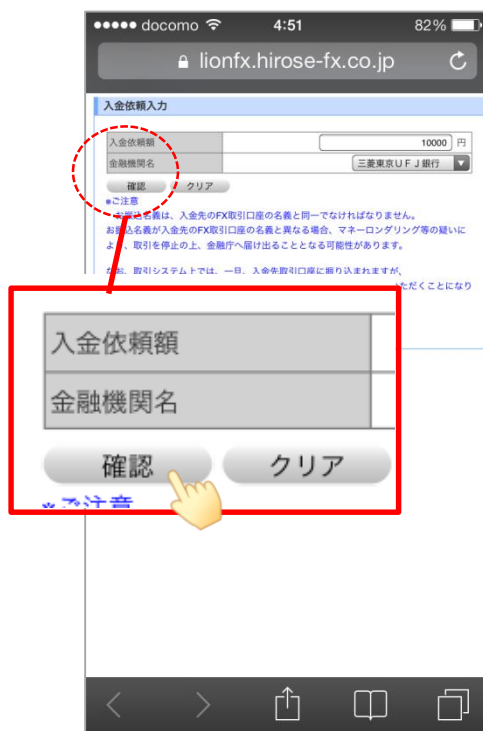 docomo 4:51 82%
lionfx.hirose-fx.co.jp
入金依頼入力
入金依頼額 10000 円
金融機関名 三菱東京UFJ銀行
確認 クリア
※ご注意
お振込名義は、入金先のFX取引口座の名義と同一でなければなりません。
お振込名義が入金先のFX取引口座の名義と異なる場合、マネーロンダリング等の疑いに
より、取引を停止の上、金融庁へ届け出ることとなる可能性があります。
なお、取引システム上では、一旦、入金先取引口座に振り込まれますが、
ただくことになり
入金依頼額
金融機関名
確認 クリア
※ご注意